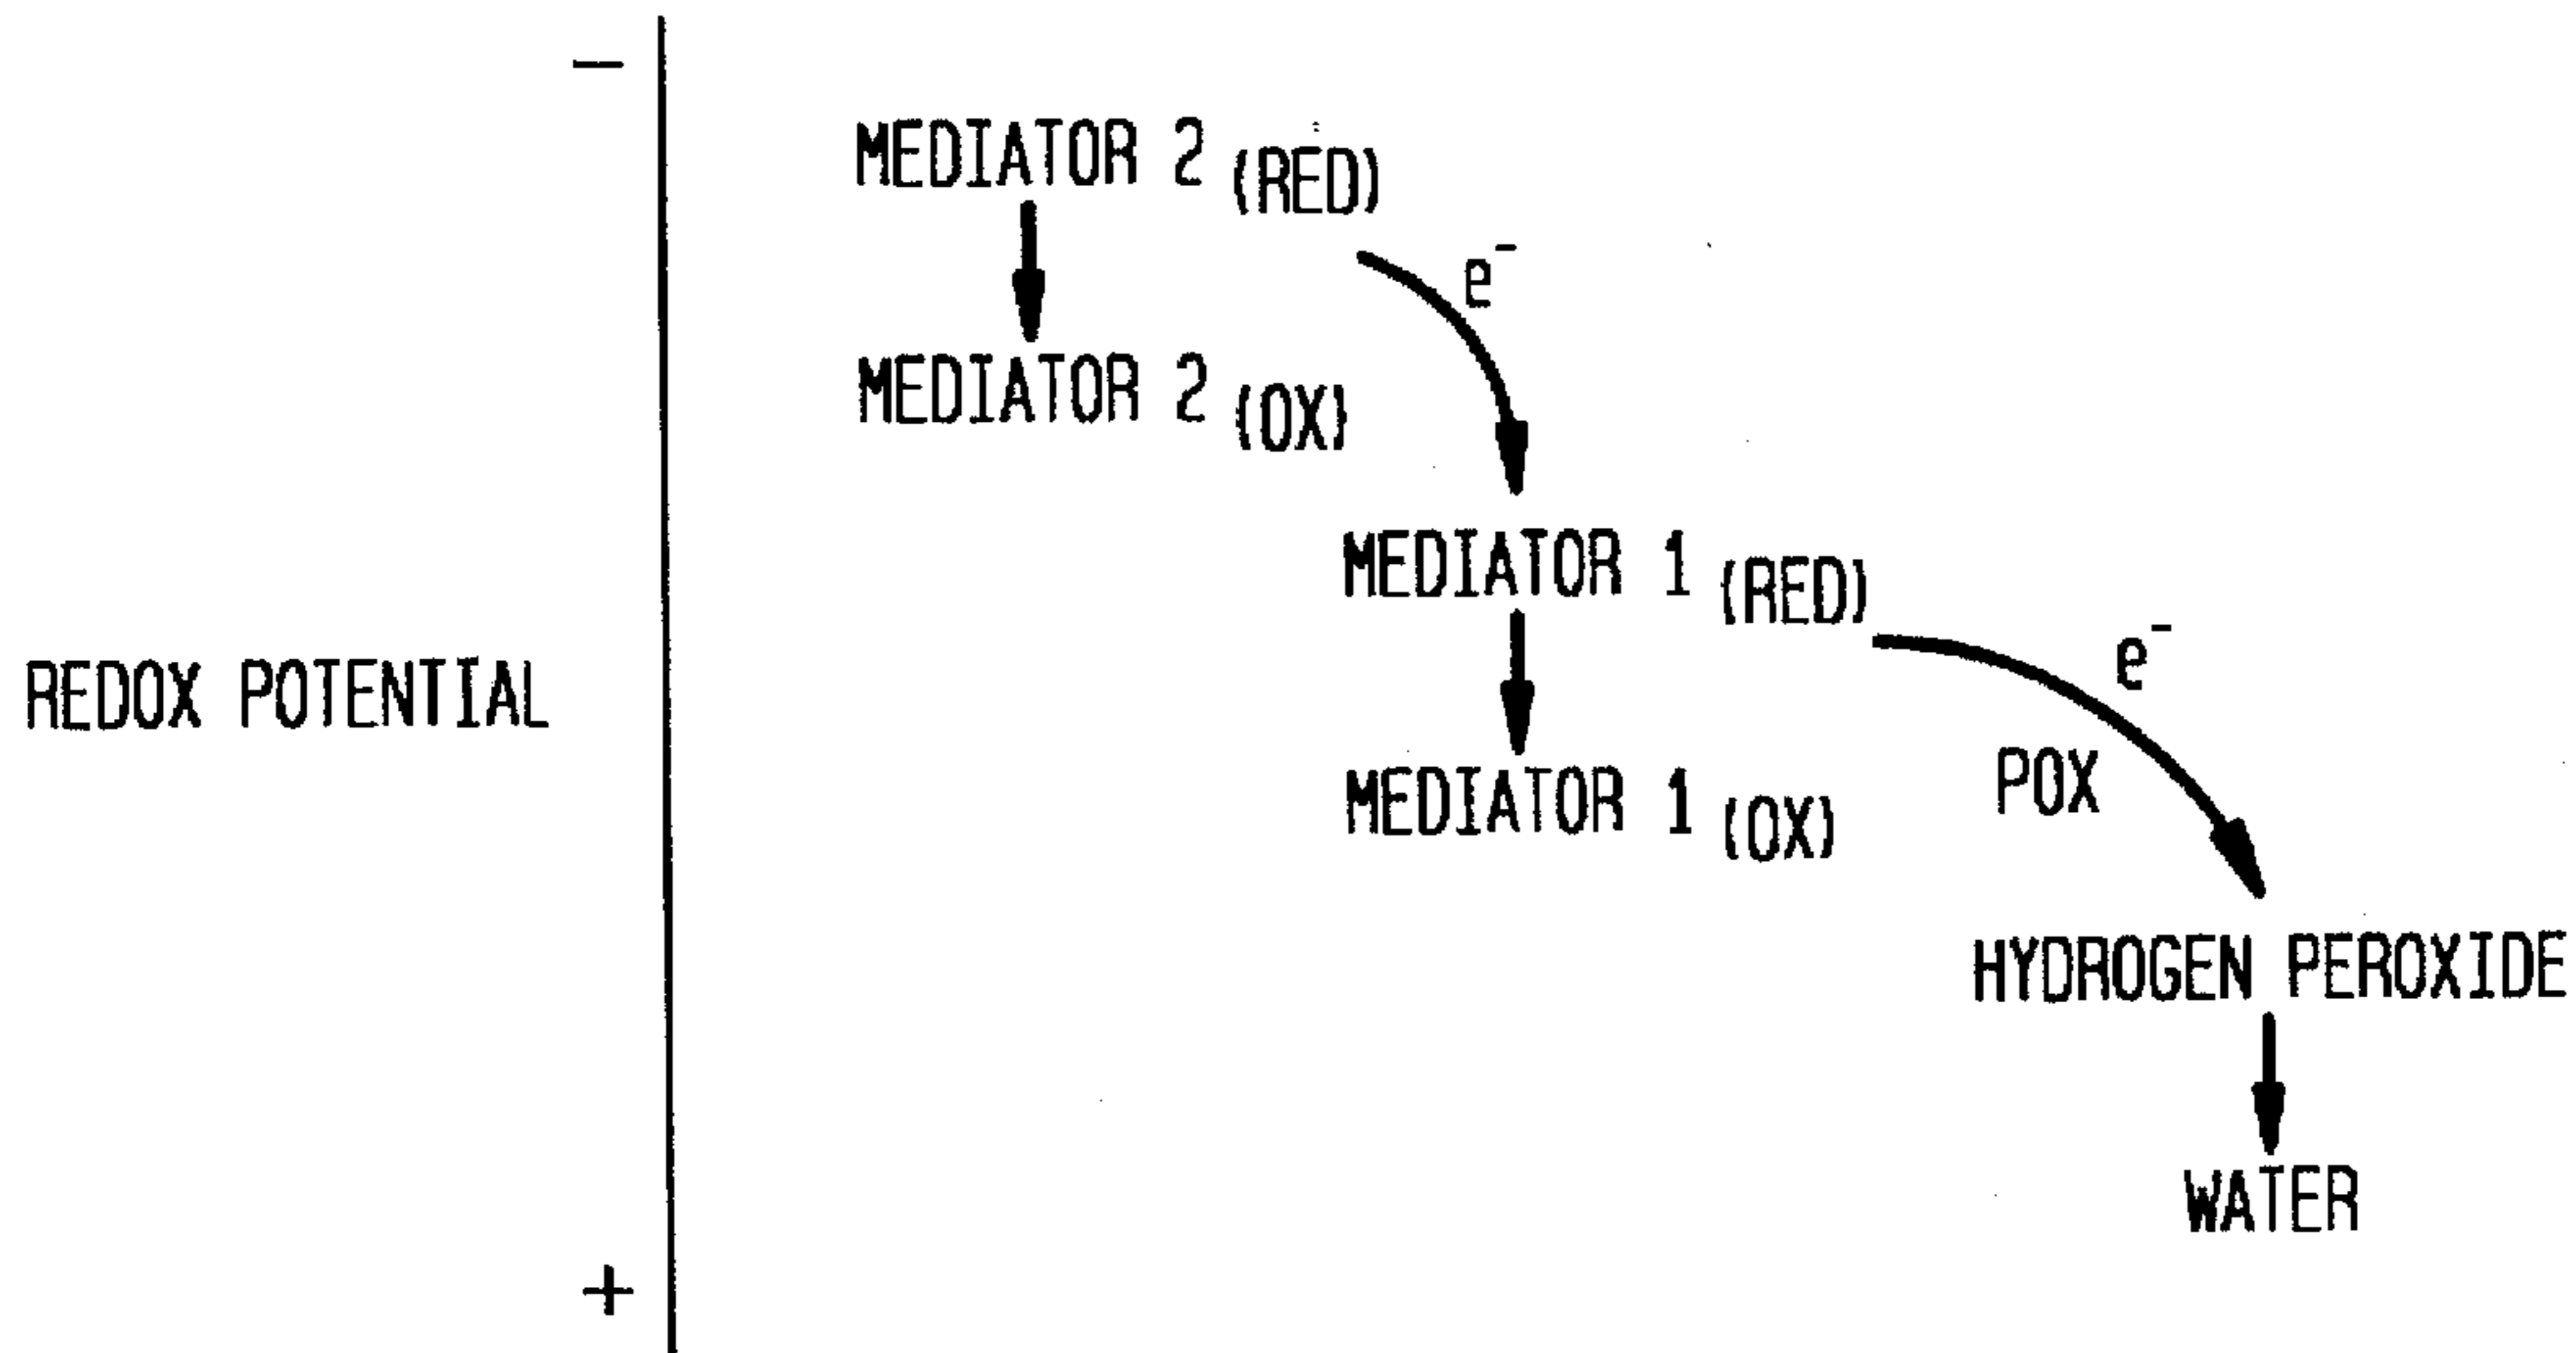 −
MEDIATOR 2 (RED)
e⁻
MEDIATOR 2 (OX)
MEDIATOR 1 (RED)
e⁻
REDOX POTENTIAL
POX
MEDIATOR 1 (OX)
HYDROGEN PEROXIDE
WATER
+